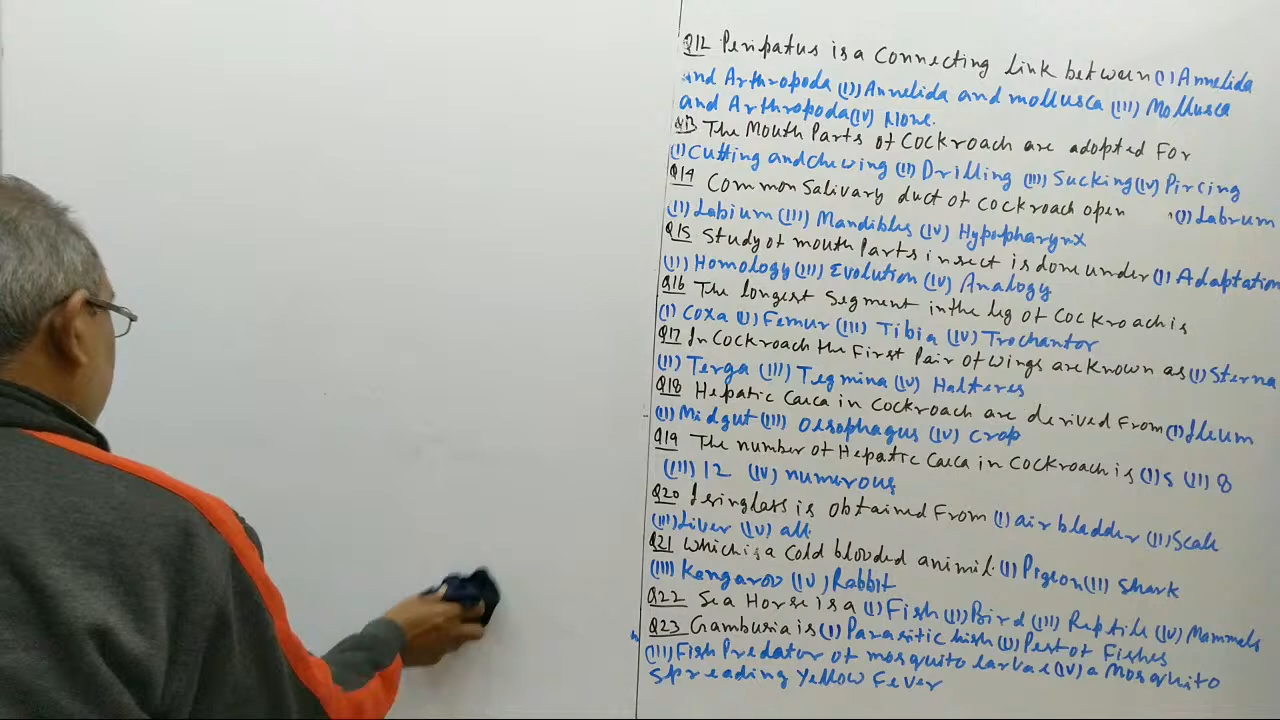 Q12 Peripatus is a connecting link between (i) Annelida
and Arthropoda (ii) Annelida and mollusca (iii) Mollusca
and Arthropoda (iv) None.
Q13 The Mouth Parts of Cockroach are adopted For
(i) Cutting and chewing (ii) Drilling (iii) Sucking (iv) Pircing
Q14 Common Salivary duct of cockroach open (i) Labrum
(ii) Labium (iii) Mandibles (iv) Hypopharynx
Q15 Study of mouth Parts insect is done under (i) Adaptation
(ii) Homology (iii) Evolution (iv) Analogy
Q16 The longest segment in the leg of cockroach is
(i) Coxa (ii) Femur (iii) Tibia (iv) Trochantor
Q17 In Cockroach the First Pair of wings are known as (i) Sterna
(ii) Terga (iii) Tegmina (iv) Halteres
Q18 Hepatic Caeca in Cockroach are derived From (i) Ileum
(ii) Midgut (iii) Oesophagus (iv) crop
Q19 The number of Hepatic Caeca in Cockroach is (i) 5 (ii) 8
(iii) 12 (iv) numerous
Q20 Isinglass is obtained From (i) air bladder (ii) Scale
(iii) Liver (iv) all
Q21 Which is a cold blooded animil. (i) Pigeon (ii) Shark
(iii) Kangaroo (iv) Rabbit
Q22 Sea Horse is a (i) Fish (ii) Bird (iii) Reptile (iv) Mammels
Q23 Gambusia is (i) Parasitic hish (ii) Pest of Fishes
(iii) Fish Predator of mosquito larvae (iv) a Mosquito
Spreading Yellow Fever